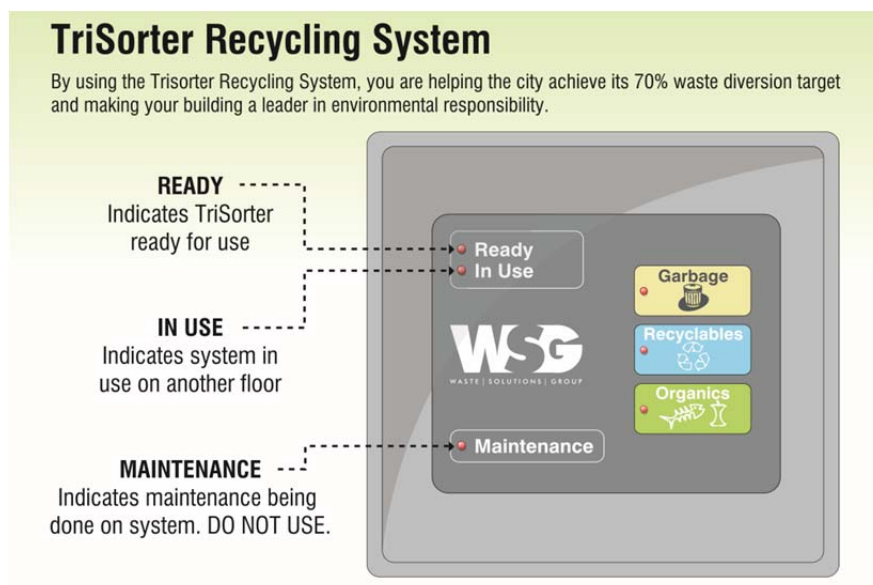 TriSorter Recycling System
By using the Trisorter Recycling System, you are helping the city achieve its 70% waste diversion target
and making your building a leader in environmental responsibility.
READY
Indicates TriSorter
ready for use
IN USE
Indicates system in
use on another floor
MAINTENANCE
Indicates maintenance being
done on system. DO NOT USE.
Ready
In Use
WSG
WASTE | SOLUTIONS | GROUP
Maintenance
Garbage
Recyclables
Organics